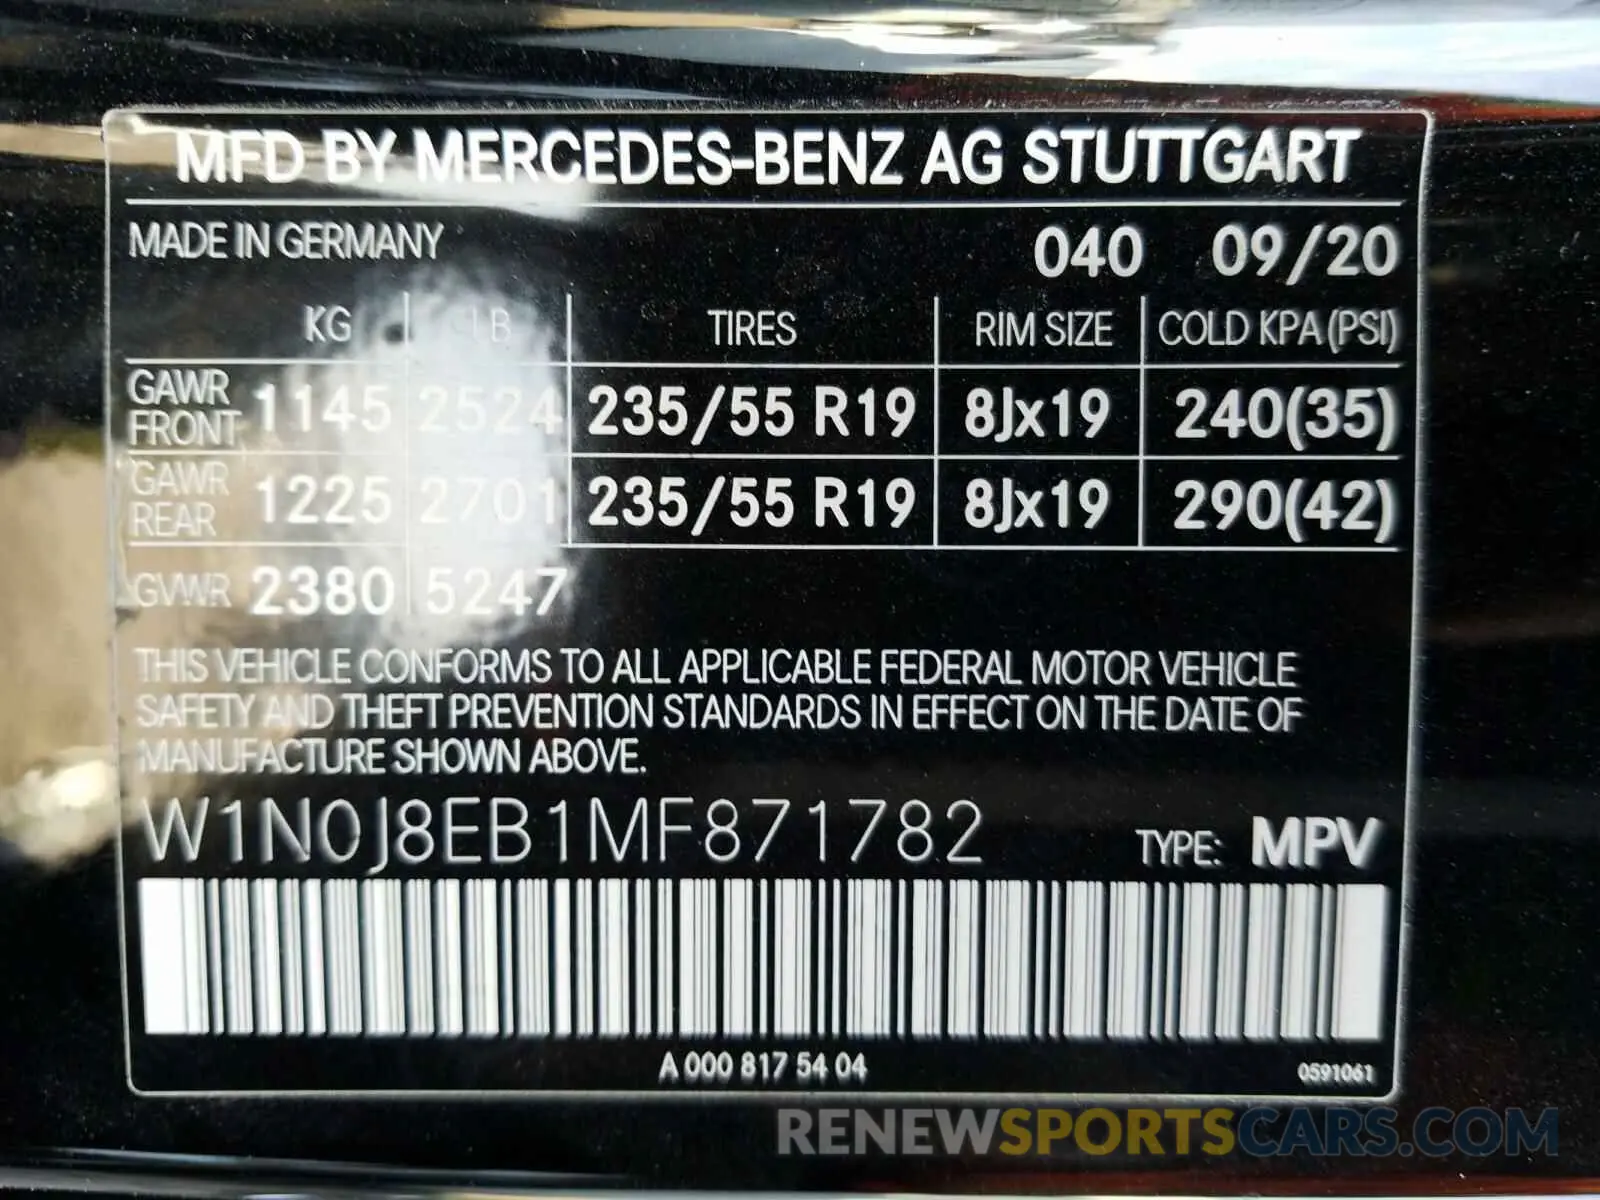 MFD BY MERCEDES-BENZ AG STUTTGART
MADE IN GERMANY 040 09/20
KG LB TIRES RIM SIZE COLD KPA (PSI)
GAWR FRONT 1145 2524 235/55 R19 8Jx19 240(35)
GAWR REAR 1225 2701 235/55 R19 8Jx19 290(42)
GVWR 2380 5247
THIS VEHICLE CONFORMS TO ALL APPLICABLE FEDERAL MOTOR VEHICLE
SAFETY AND THEFT PREVENTION STANDARDS IN EFFECT ON THE DATE OF
MANUFACTURE SHOWN ABOVE.
W1N0J8EB1MF871782 TYPE: MPV
A 000 817 54 04 0591061
RENEWSPORTSCARS.COM